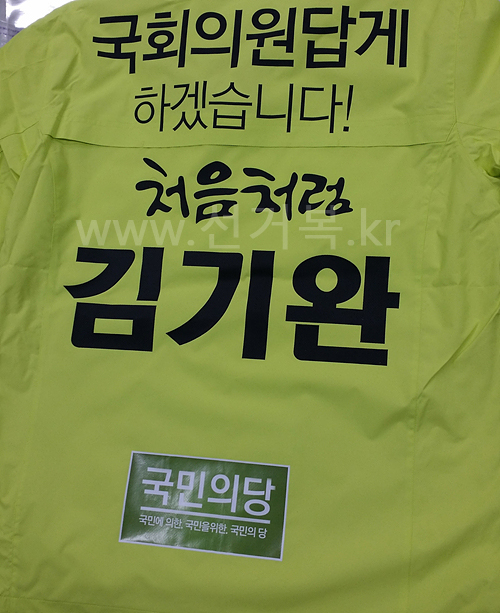 국회의원답게
하겠습니다!
처음처럼
www.선거복.kr
김기완
국민의당
국민에 의한, 국민을위한, 국민의 당